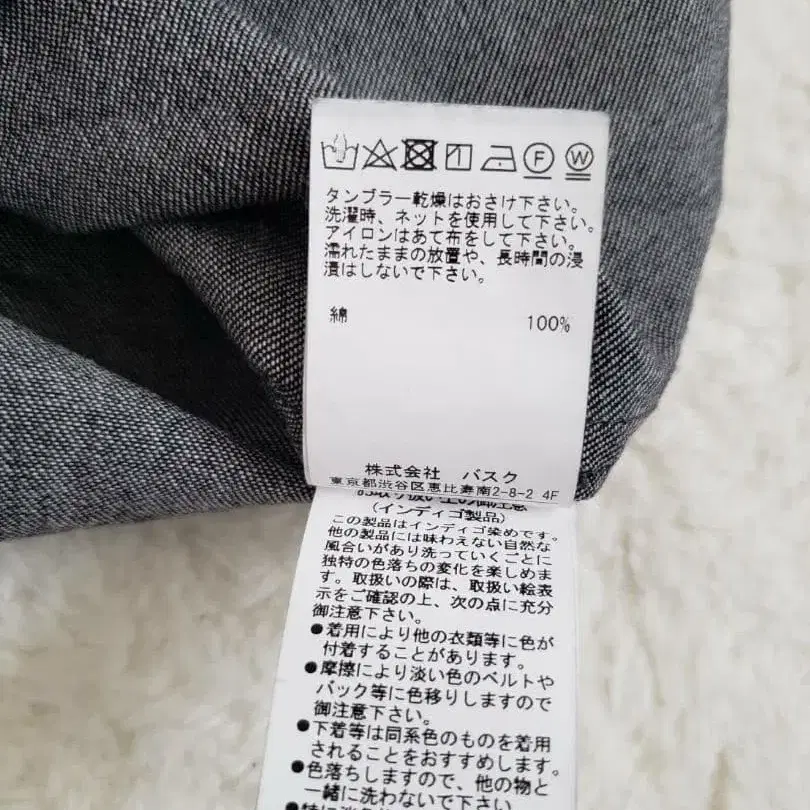 F W
タンブラー乾燥はおさけ下さい。
洗濯時、ネットを使用して下さい。
アイロンはあて布をして下さい。
濡れたままの放置や、長時間の浸
漬はしないで下さい。
綿 100%
株式会社 バスク
東京都渋谷区恵比寿南2-8-2 4F
お取り扱い上の御注意
(インディゴ製品)
この製品はインディゴ染めです。
他の製品には味わえない自然な
風合いがあり洗っていくごとに
独特の色落ちの変化を楽しめま
す。取扱いの際は、取扱い絵表
示をご確認の上、次の点に充分
御注意下さい。
●着用により他の衣類等に色が
付着することがあります。
●摩擦により淡い色のベルトや
バック等に色移りしますので
御注意下さい。
●下着等は同系色のものを着用
されることをおすすめします。
●色落ちしますので、他の物と
一緒に洗わないで下さい。